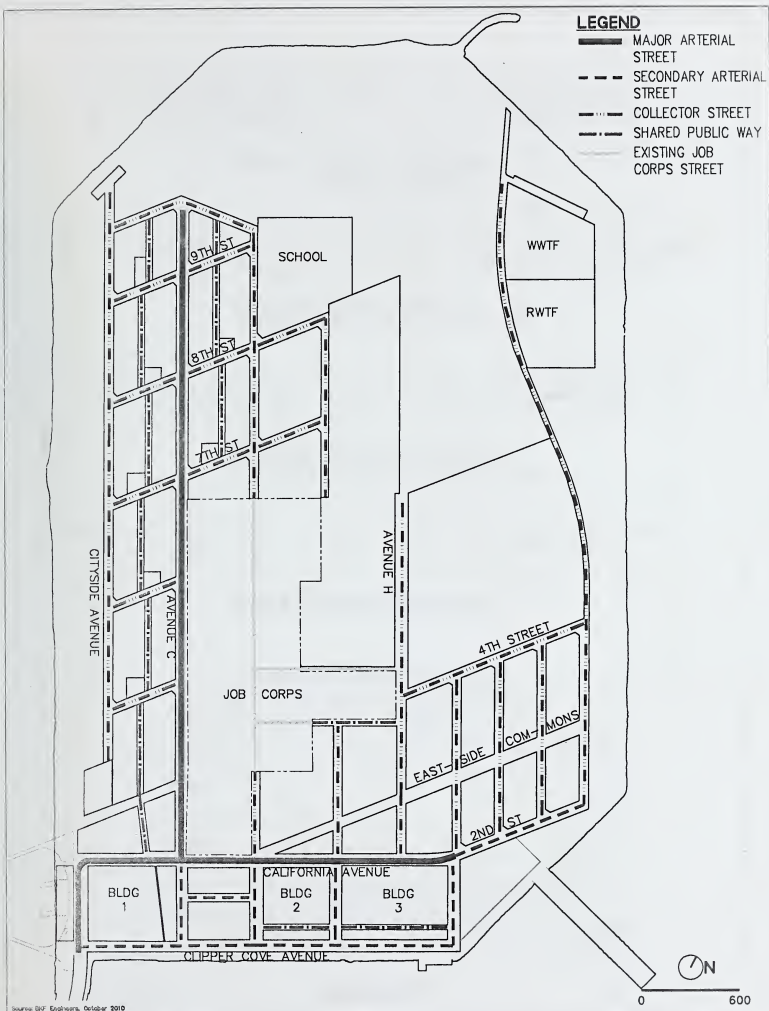 LEGEND
MAJOR ARTERIAL
STREET
SECONDARY ARTERIAL
STREET
COLLECTOR STREET
SHARED PUBLIC WAY
EXISTING JOB
CORPS STREET
9TH ST
SCHOOL
WWTF
RWTF
8TH ST
7TH ST
CITYSIDE AVENUE
AVENUE C
AVENUE H
4TH STREET
JOB CORPS
EAST-SIDE COMMONS
2ND ST
CALIFORNIA AVENUE
BLDG
1
BLDG
2
BLDG
3
CLIPPER COVE AVENUE
N
0 600
Source: BKF Engineers, October 2010